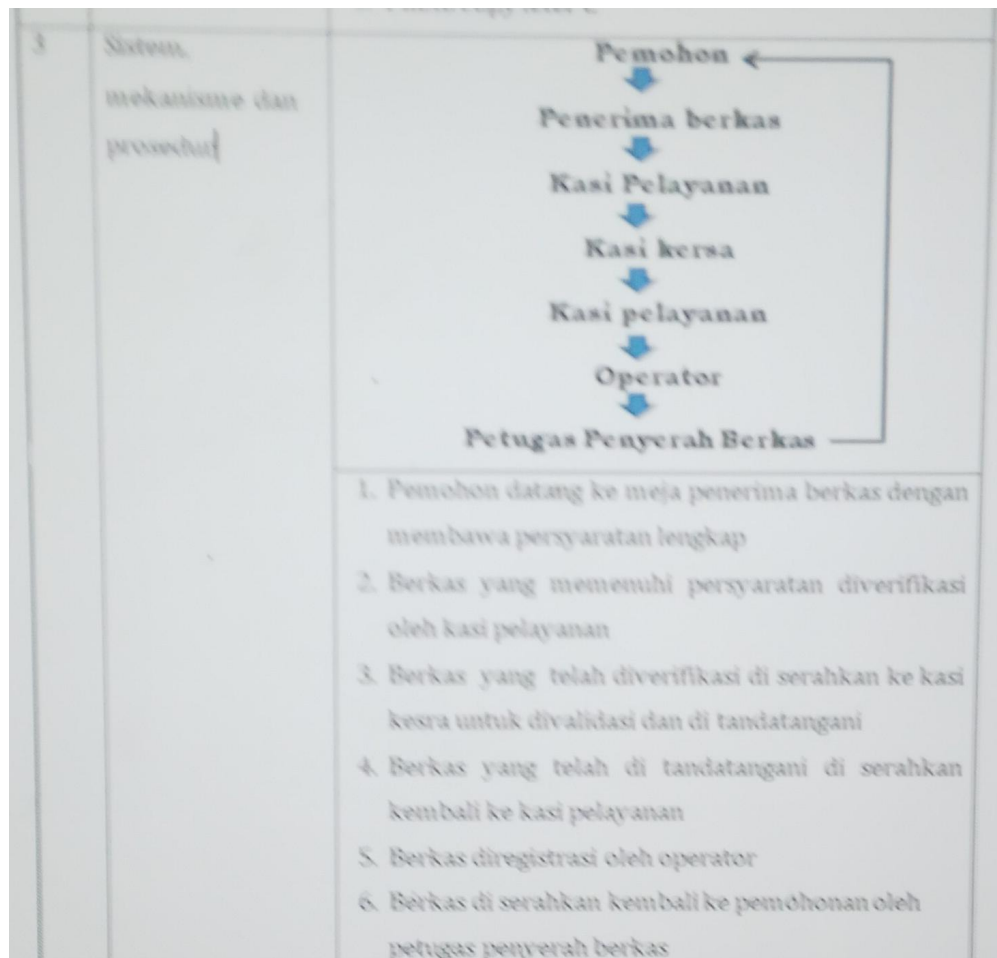 3
Sistem,
mekanisme dan
prosedur
Pemohon
Penerima berkas
Kasi Pelayanan
Kasi kersa
Kasi pelayanan
Operator
Petugas Penyerah Berkas
1. Pemohon datang ke meja penerima berkas dengan
membawa persyaratan lengkap
2. Berkas yang memenuhi persyaratan diverifikasi
oleh kasi pelayanan
3. Berkas yang telah diverifikasi di serahkan ke kasi
kesra untuk divalidasi dan di tandatangani
4. Berkas yang telah di tandatangani di serahkan
kembali ke kasi pelayanan
5. Berkas diregistrasi oleh operator
6. Berkas di serahkan kembali ke pemohonan oleh
petugas penyerah berkas